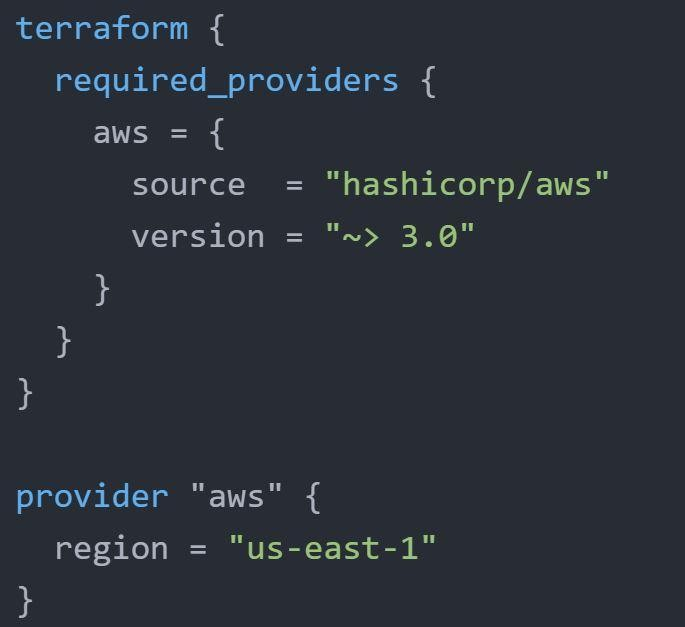 terraform {
  required_providers {
    aws = {
      source  = "hashicorp/aws"
      version = "~> 3.0"
    }
  }
}

provider "aws" {
  region = "us-east-1"
}